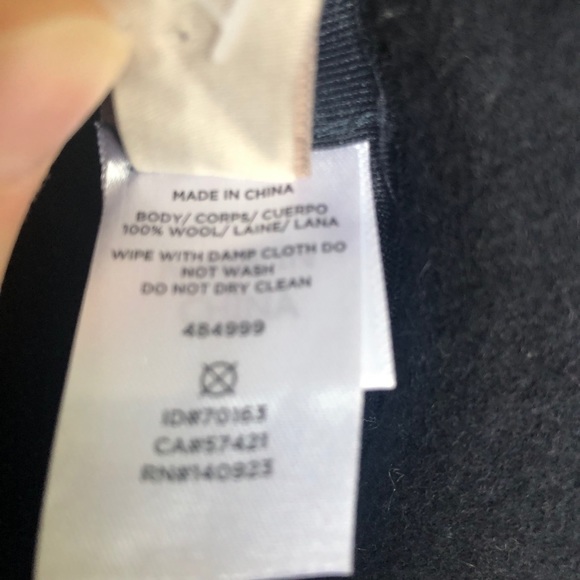 MADE IN CHINA
BODY/ CORPS/ CUERPO
100% WOOL/ LAINE/ LANA
WIPE WITH DAMP CLOTH DO
NOT WASH
DO NOT DRY CLEAN
484999
ID#70163
CA#57421
RN#140923